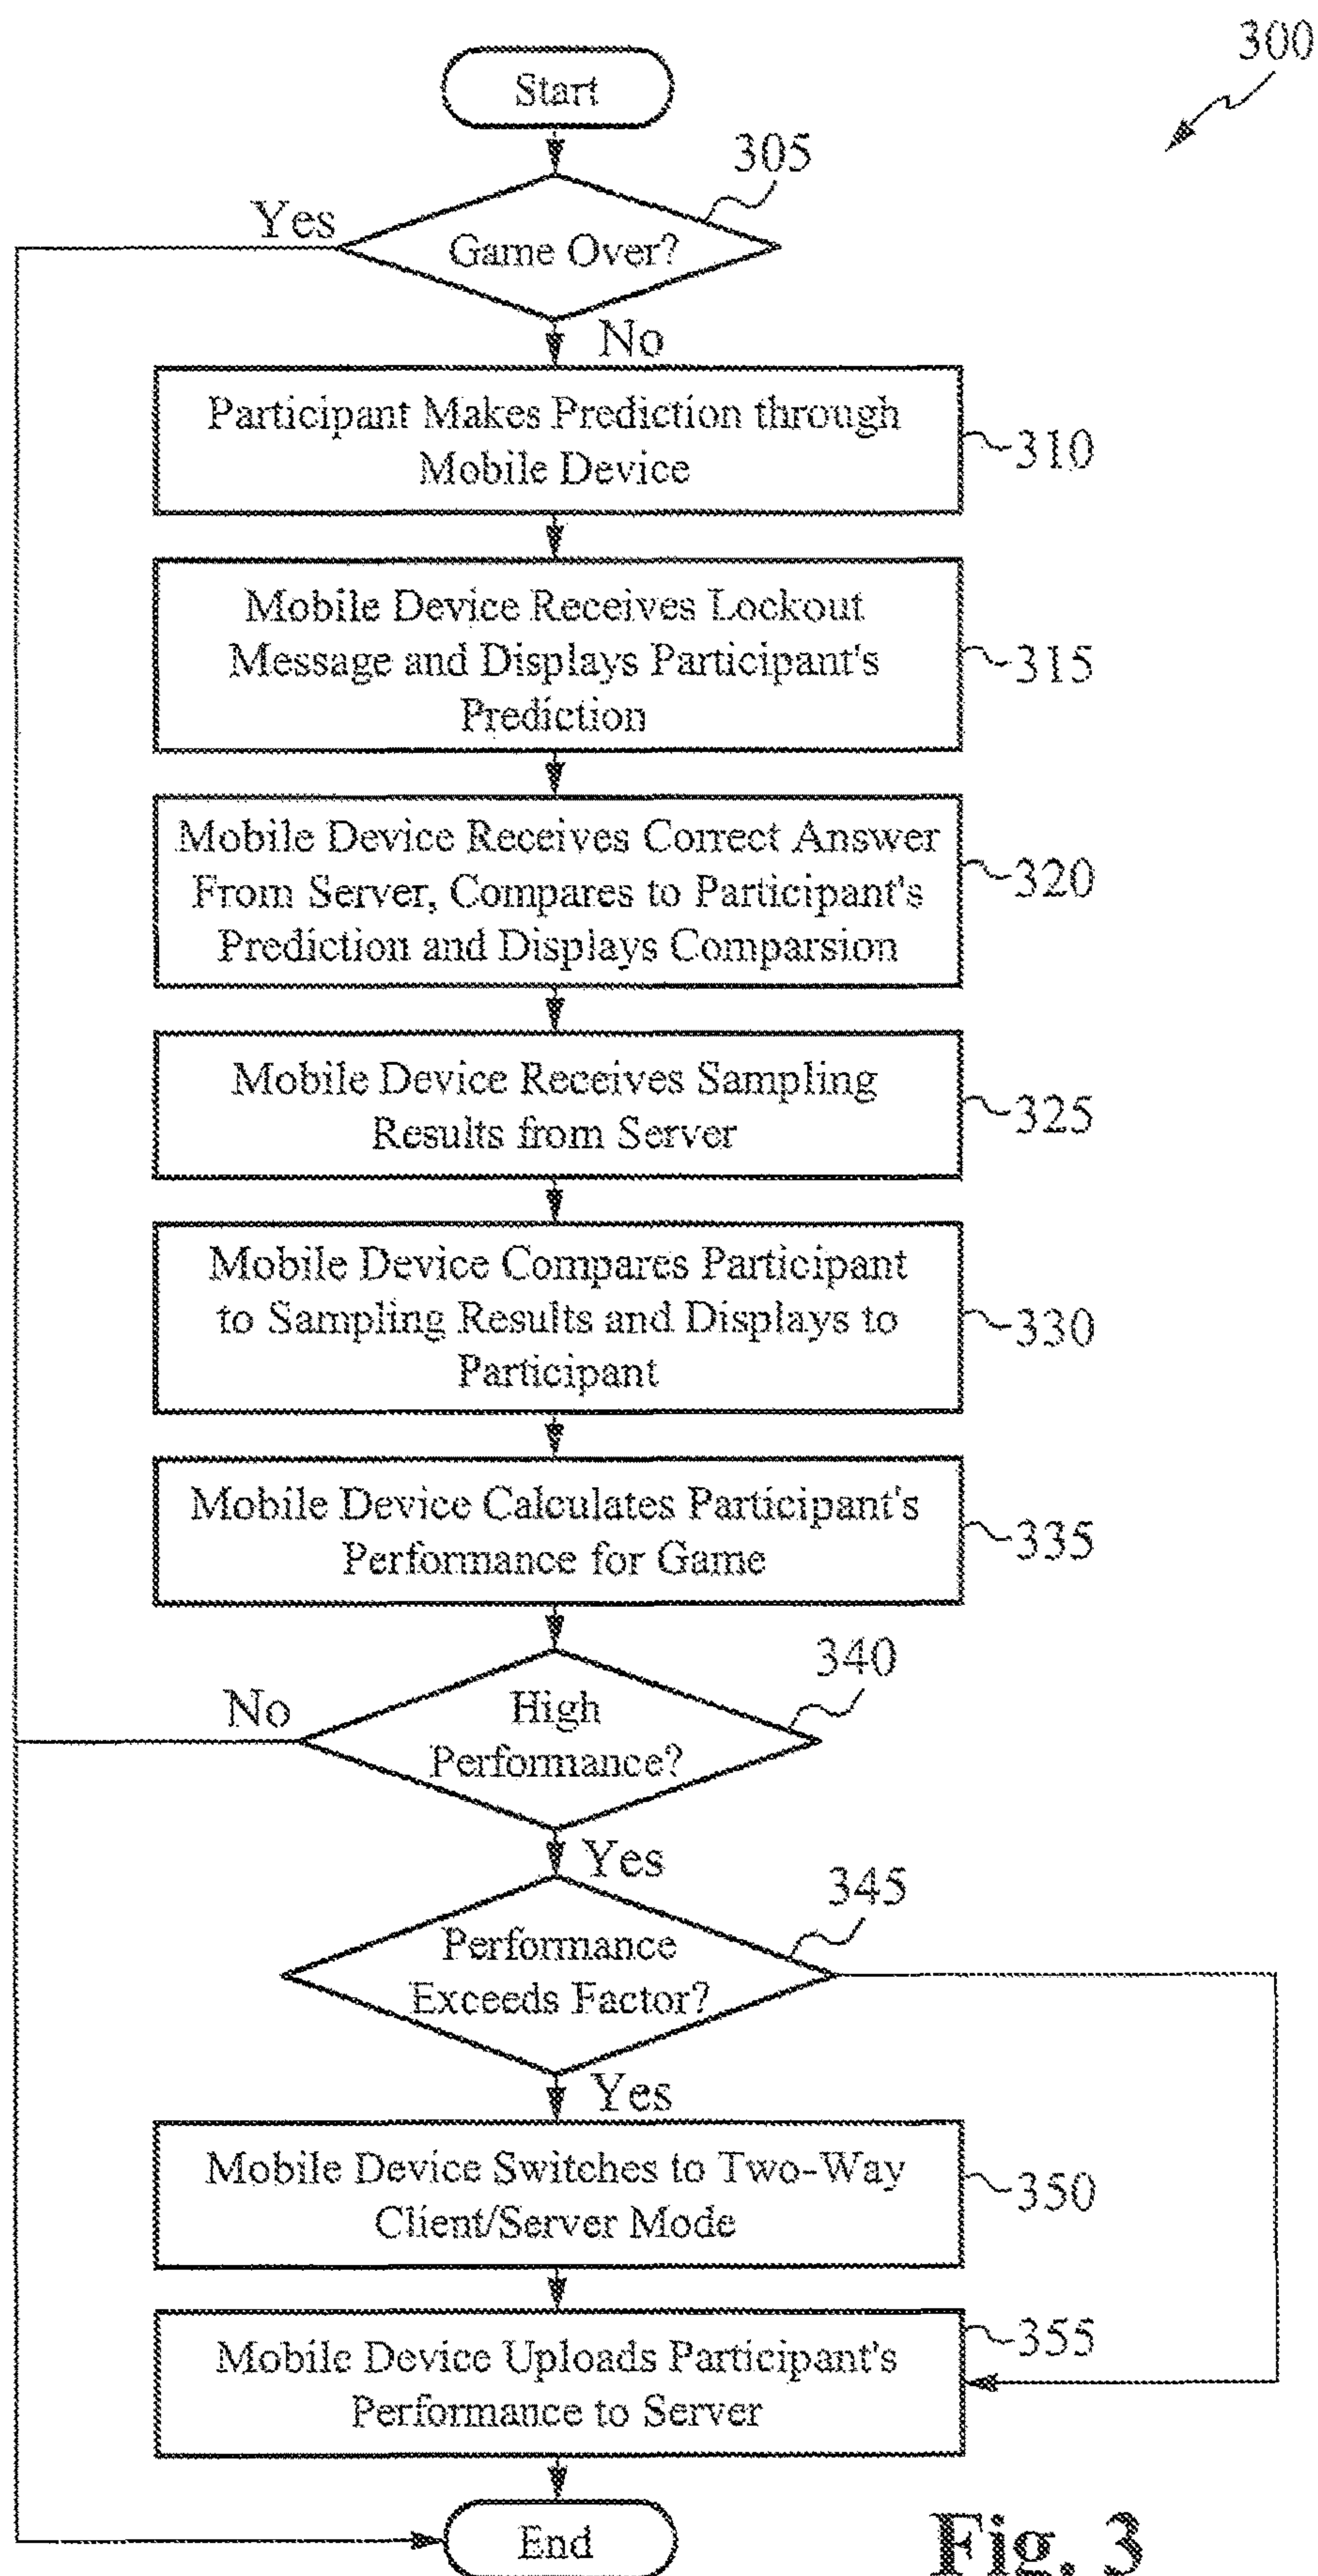 300
Start
305
Yes
Game Over?
No
Participant Makes Prediction through
Mobile Device
310
Mobile Device Receives Lockout
Message and Displays Participant's
Prediction
315
Mobile Device Receives Correct Answer
From Server, Compares to Participant's
Prediction and Displays Comparsion
320
Mobile Device Receives Sampling
Results from Server
325
Mobile Device Compares Participant
to Sampling Results and Displays to
Participant
330
Mobile Device Calculates Participant's
Performance for Game
335
340
No
High
Performance?
Yes
345
Performance
Exceeds Factor?
Yes
Mobile Device Switches to Two-Way
Client/Server Mode
350
Mobile Device Uploads Participant's
Performance to Server
355
End
Fig. 3